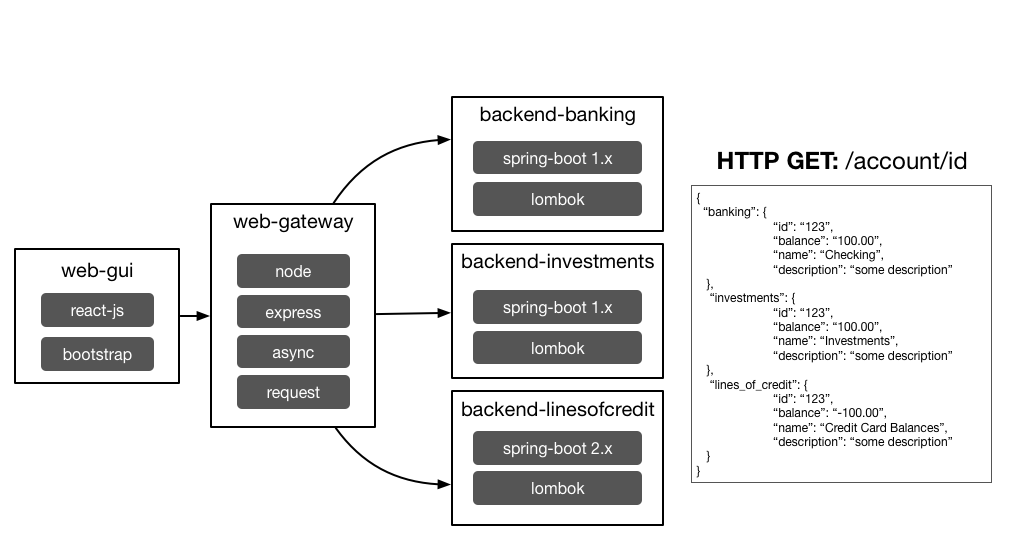 web-gui
react-js
bootstrap
web-gateway
node
express
async
request
backend-banking
spring-boot 1.x
lombok
backend-investments
spring-boot 1.x
lombok
backend-linesofcredit
spring-boot 2.x
lombok
HTTP GET: /account/id
{
“banking”: {
“id”: “123”,
“balance”: “100.00”,
“name”: “Checking”,
“description”: “some description”
},
“investments”: {
“id”: “123”,
“balance”: “100.00”,
“name”: “Investments”,
“description”: “some description”
},
“lines_of_credit”: {
“id”: “123”,
“balance”: “-100.00”,
“name”: “Credit Card Balances”,
“description”: “some description”
}
}